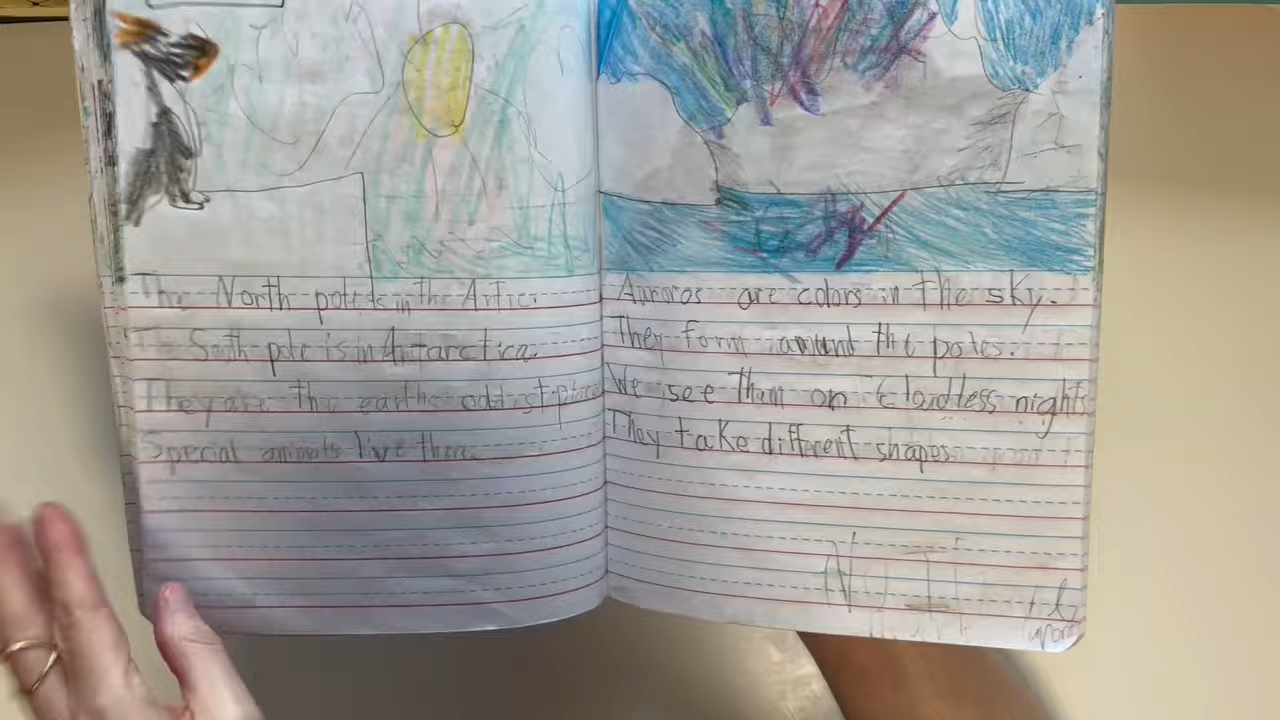 The North pole is in the Artic.
The South pole is in Antarctica.
They are the earths oddest place
Special animals live there.
Auroros are colors in the sky.
They form around the poles.
We see them on Cloudless nights
They take different shapes